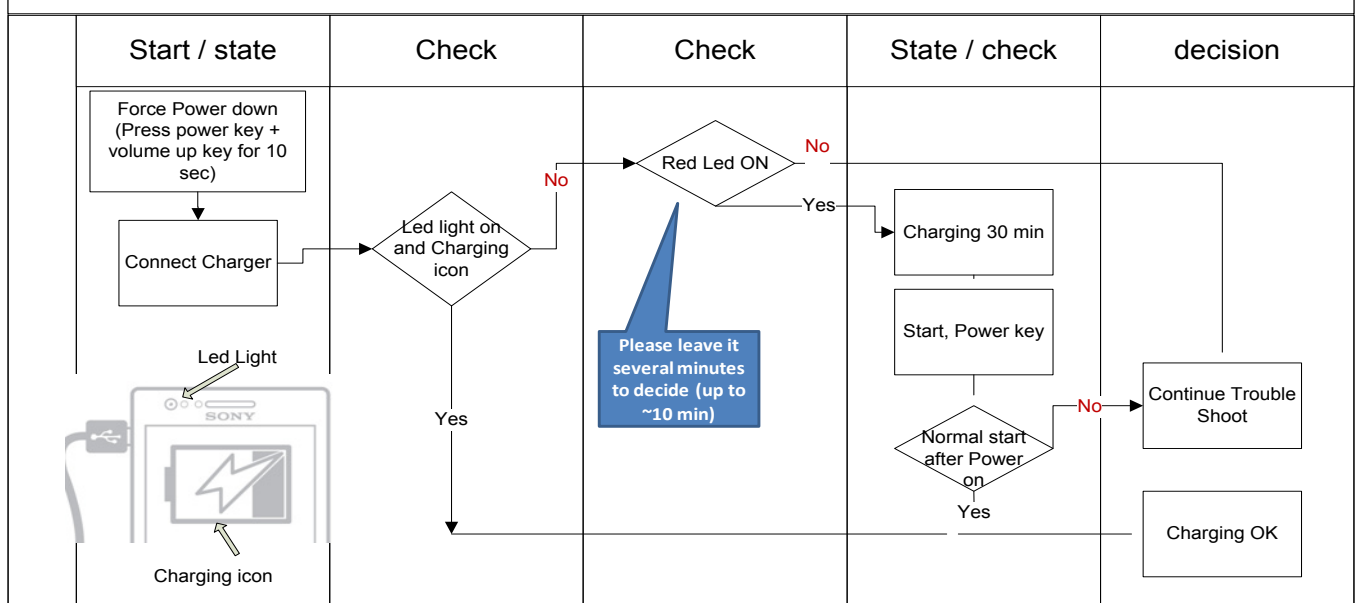 Start / state
Check
Check
State / check
decision
Force Power down
(Press power key +
volume up key for 10
sec)
Connect Charger
Led light on
and Charging
icon
No
Yes
Red Led ON
No
Yes
Please leave it
several minutes
to decide (up to
~10 min)
Charging 30 min
Start, Power key
Normal start
after Power
on
No
Yes
Continue Trouble
Shoot
Charging OK
Led Light
SONY
Charging icon